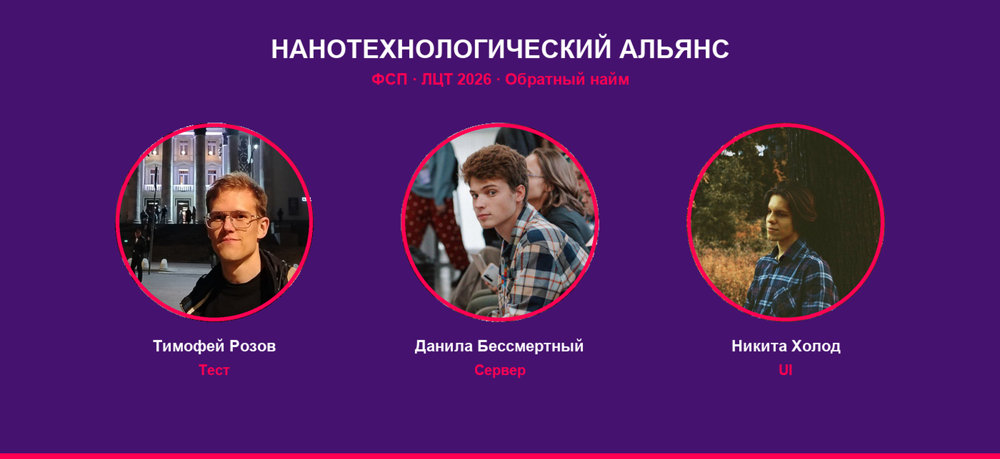 НАНОТЕХНОЛОГИЧЕСКИЙ АЛЬЯНС
ФСП · ЛЦТ 2026 · Обратный найм
Тимофей Розов
Данила Бессмертный
Никита Холод
Тест
Сервер
UI